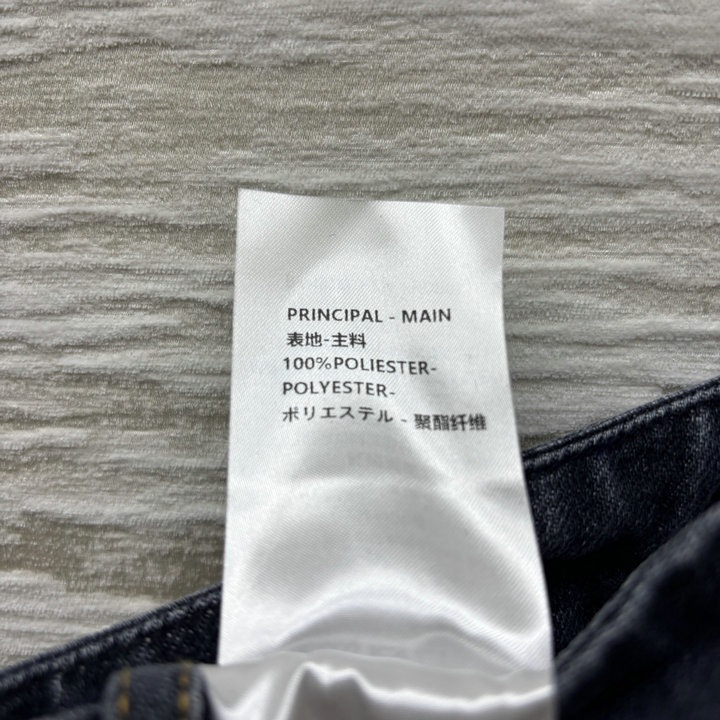 PRINCIPAL - MAIN
表地-主料
100%POLIESTER-
POLYESTER-
ポリエステル - 聚酯纤维